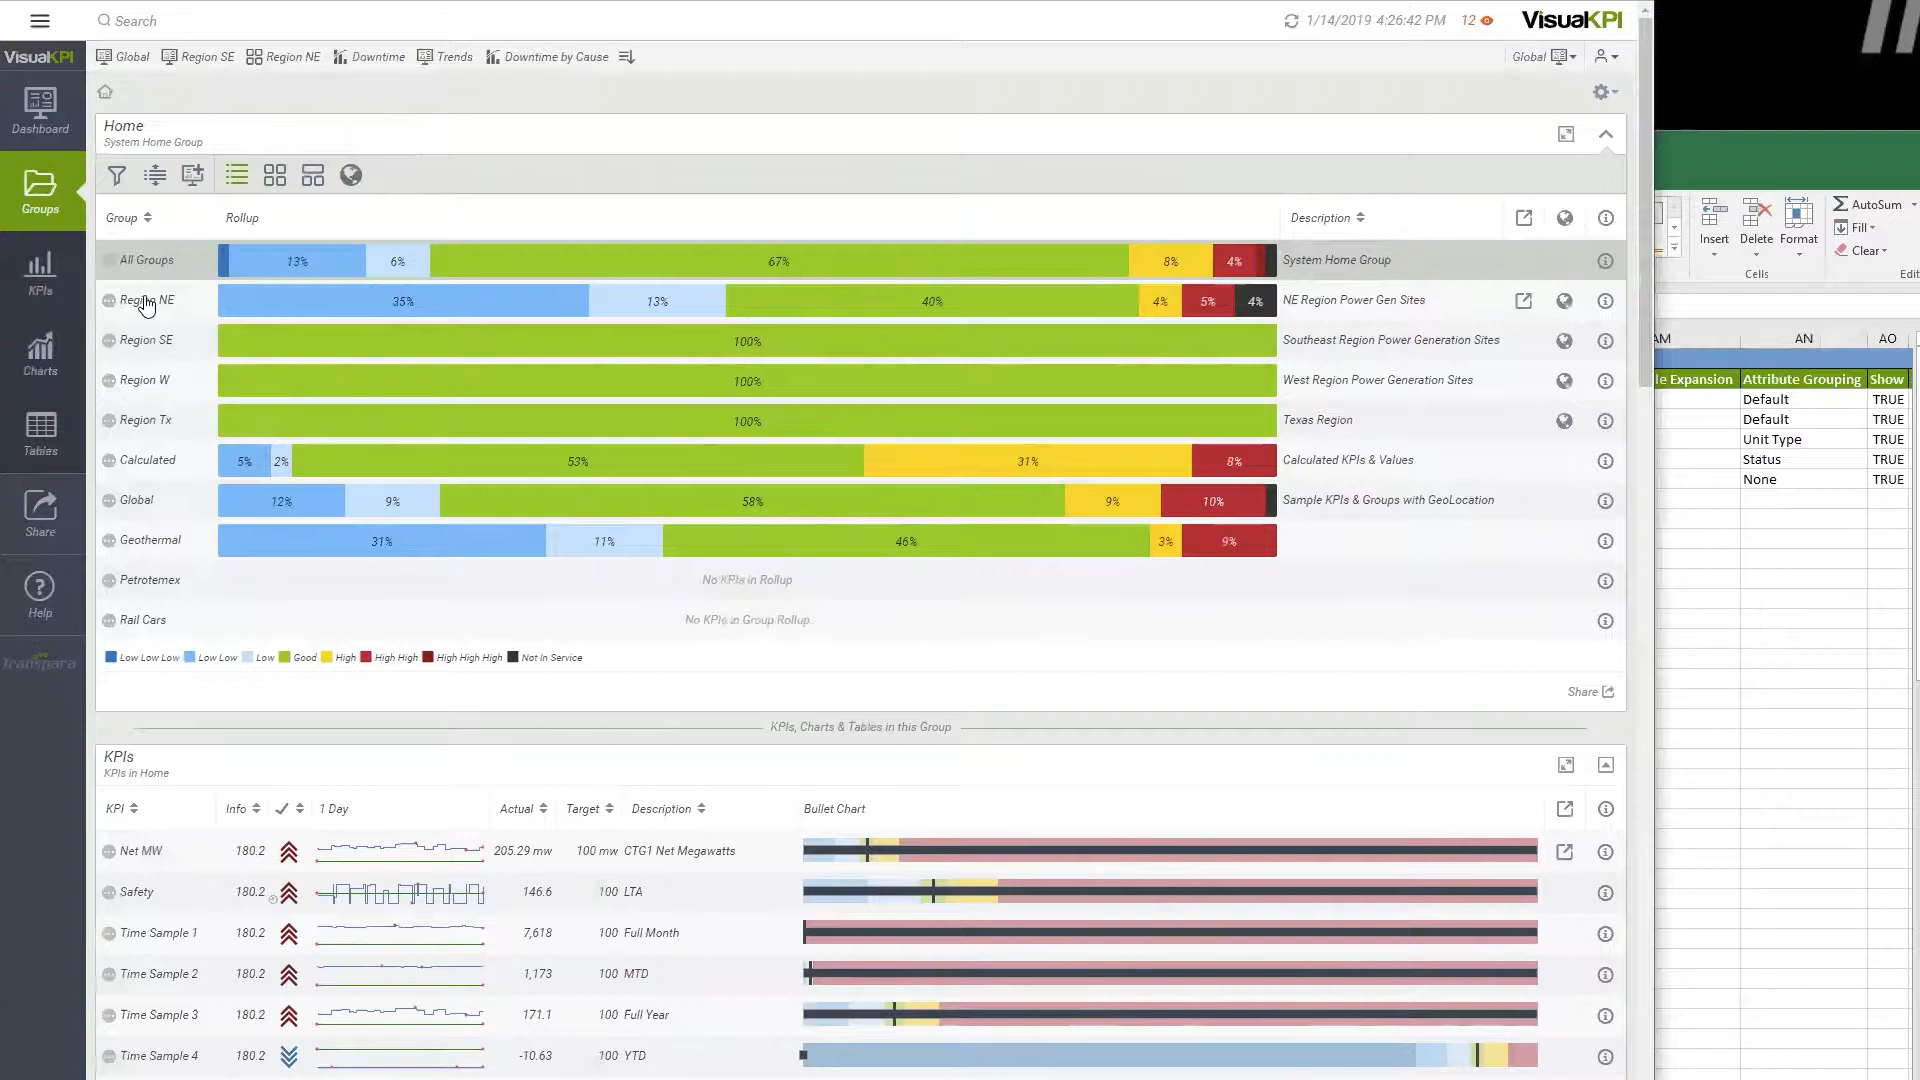 Search
1/14/2019 4:26:42 PM 12
VisualKPI
VisualKPI
Global Region SE Region NE Downtime Trends Downtime by Cause
Global
Dashboard
Groups
KPIs
Charts
Tables
Share
Help
Transpara
Home
System Home Group
Group Rollup Description
All Groups 13% 6% 67% 8% 4% System Home Group
Region NE 35% 13% 40% 4% 5% 4% NE Region Power Gen Sites
Region SE 100% Southeast Region Power Generation Sites
Region W 100% West Region Power Generation Sites
Region Tx 100% Texas Region
Calculated 5% 2% 53% 31% 8% Calculated KPIs & Values
Global 12% 9% 58% 9% 10% Sample KPIs & Groups with GeoLocation
Geothermal 31% 11% 46% 3% 9%
Petrotemex No KPIs in Rollup
Rail Cars No KPIs in Group Rollup
Low Low Low Low Low Low Good High High High High High High Not In Service
Share
KPIs, Charts & Tables in this Group
KPIs
KPIs in Home
KPI Info 1 Day Actual Target Description Bullet Chart
Net MW 180.2 205.29 mw 100 mw CTG1 Net Megawatts
Safety 180.2 146.6 100 LTA
Time Sample 1 180.2 7,618 100 Full Month
Time Sample 2 180.2 1,173 100 MTD
Time Sample 3 180.2 171.1 100 Full Year
Time Sample 4 180.2 -10.63 100 YTD
Insert Delete Format
Cells
AutoSum
Fill
Clear
Edit
AM AN AO
le Expansion Attribute Grouping Show
Default TRUE
Default TRUE
Unit Type TRUE
Status TRUE
None TRUE